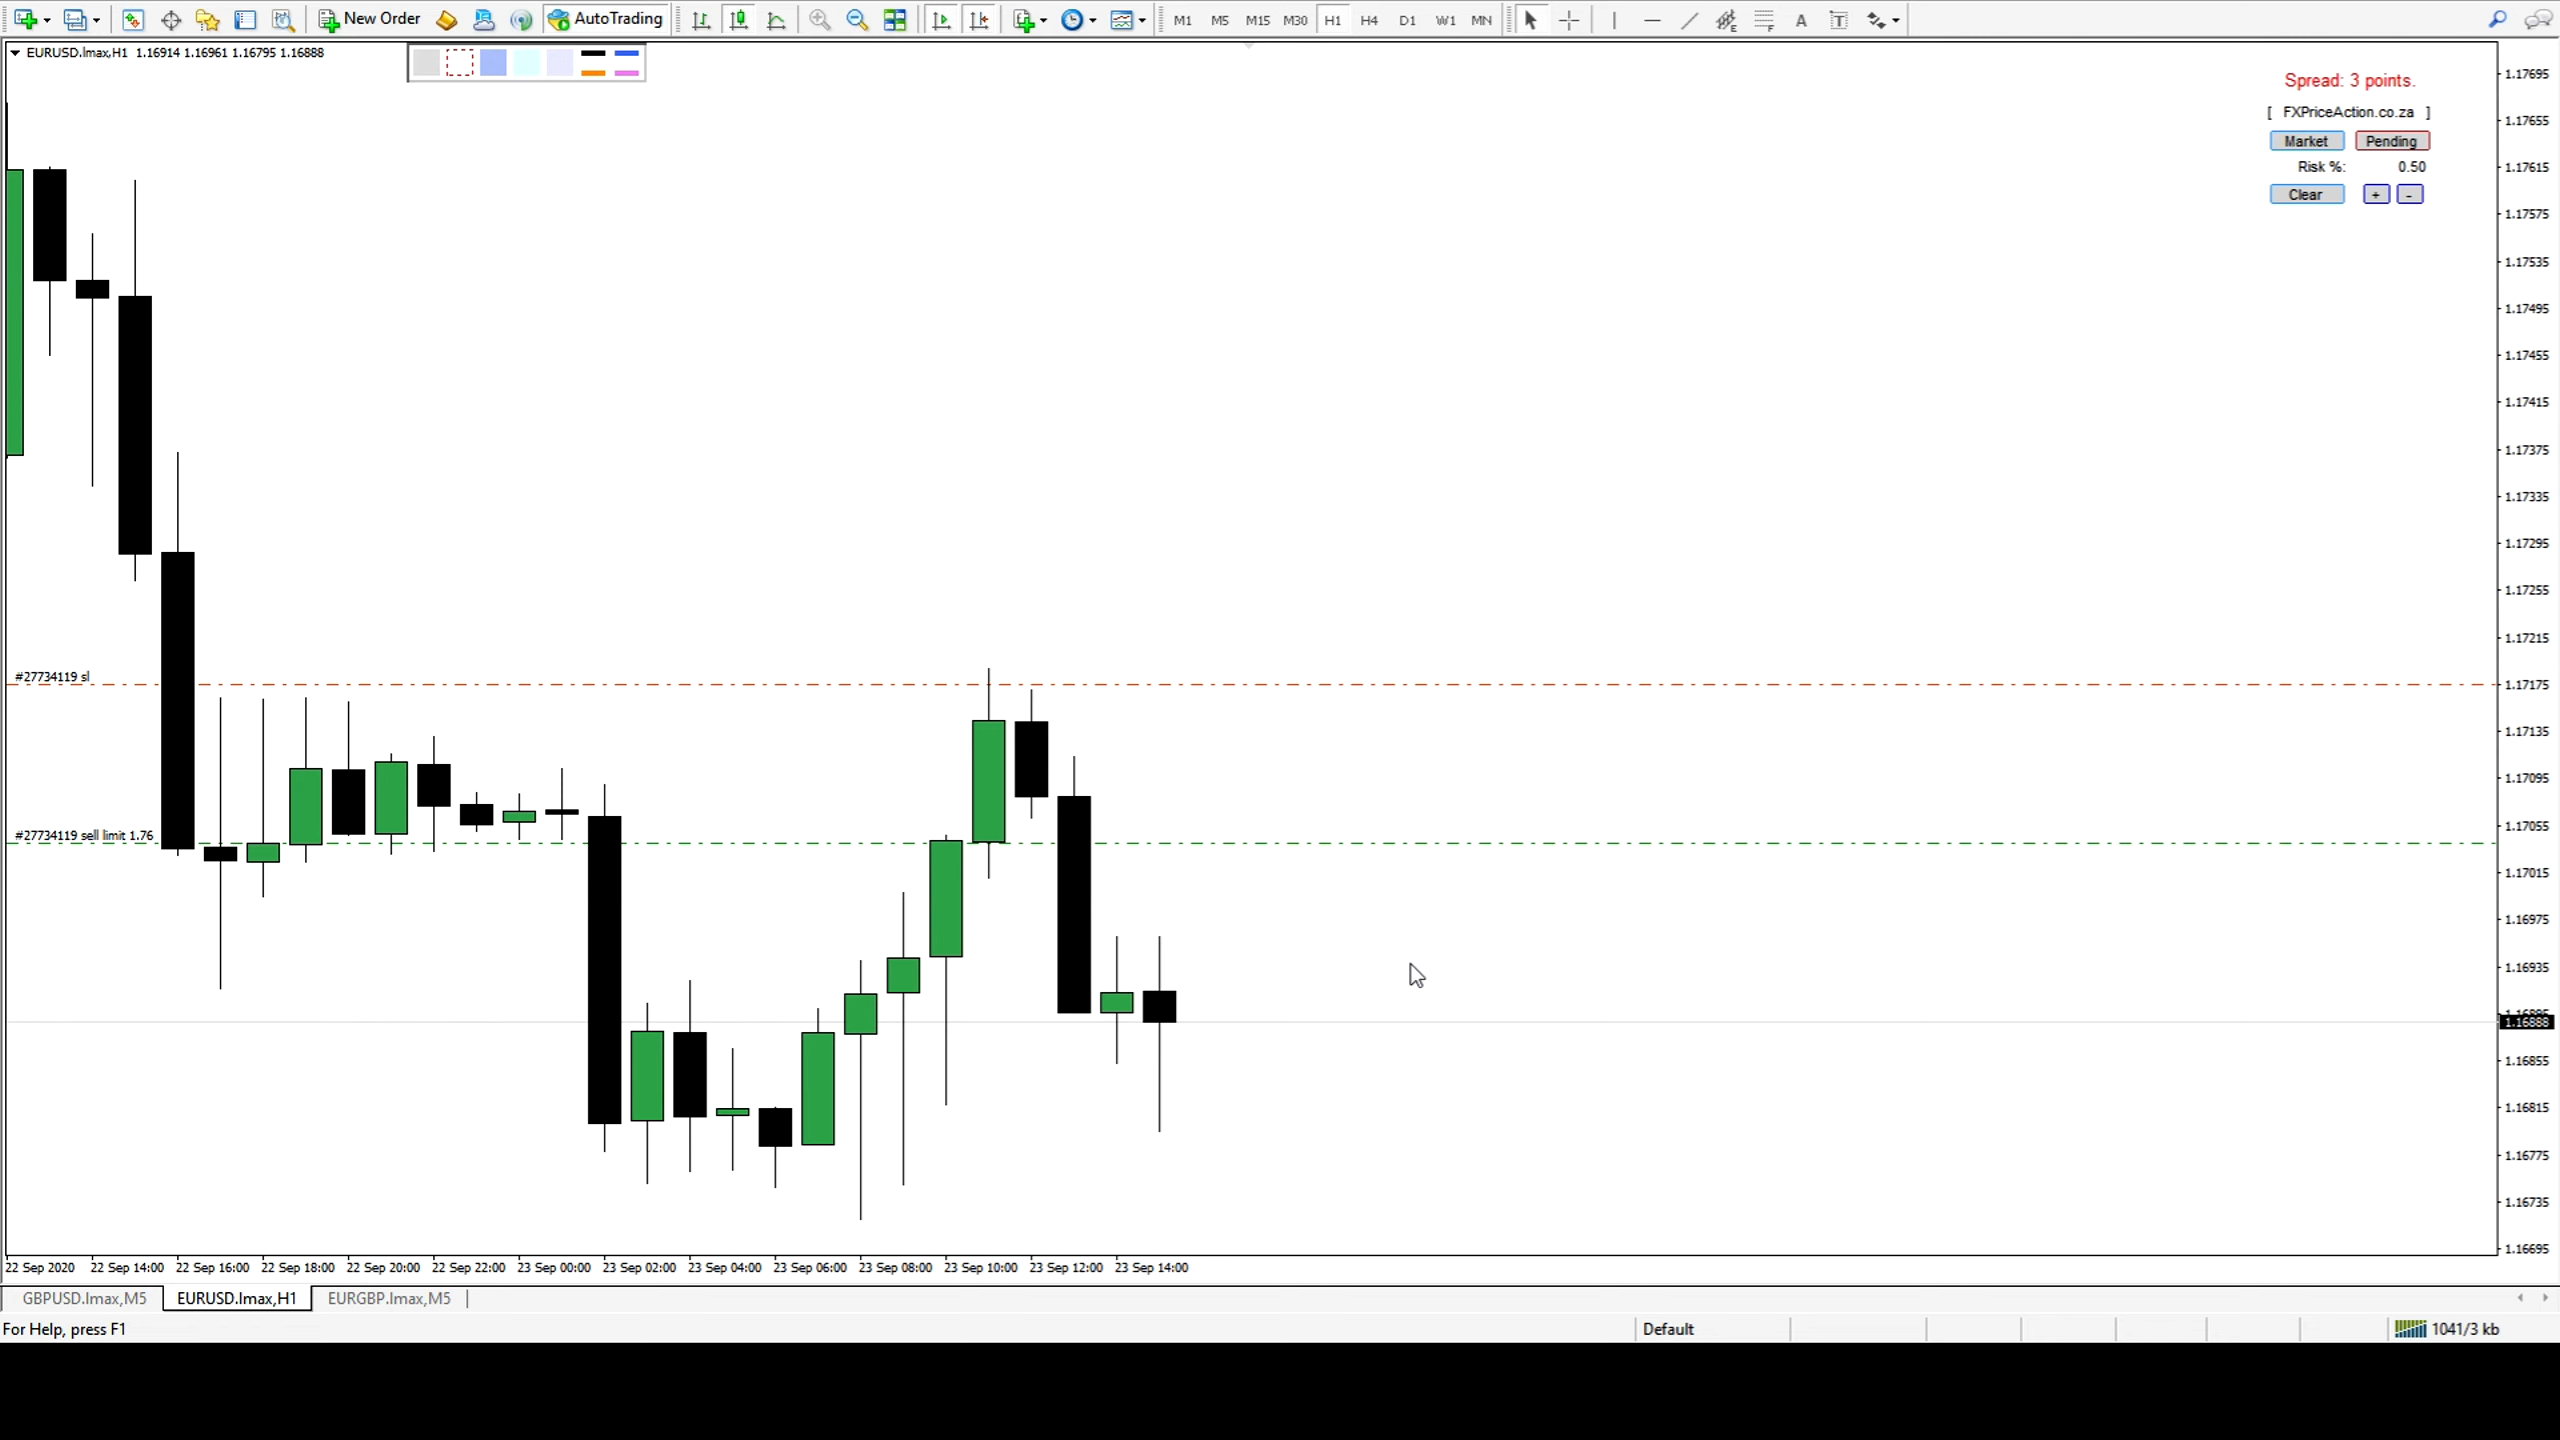 New Order AutoTrading M1 M5 M15 M30 H1 H4 D1 W1 MN A T
EURUSD.lmax,H1 1.16914 1.16961 1.16795 1.16888
Spread: 3 points.
[ FXPriceAction.co.za ]
Market Pending
Risk %: 0.50
Clear + -
1.17695
1.17655
1.17615
1.17575
1.17535
1.17495
1.17455
1.17415
1.17375
1.17335
1.17295
1.17255
1.17215
#27734119 sl
1.17175
1.17135
1.17095
#27734119 sell limit 1.76
1.17055
1.17015
1.16975
1.16935
1.16888
1.16855
1.16815
1.16775
1.16735
1.16695
22 Sep 2020 22 Sep 14:00 22 Sep 16:00 22 Sep 18:00 22 Sep 20:00 22 Sep 22:00 23 Sep 00:00 23 Sep 02:00 23 Sep 04:00 23 Sep 06:00 23 Sep 08:00 23 Sep 10:00 23 Sep 12:00 23 Sep 14:00
GBPUSD.lmax,M5 EURUSD.lmax,H1 EURGBP.lmax,M5
For Help, press F1 Default 1041/3 kb